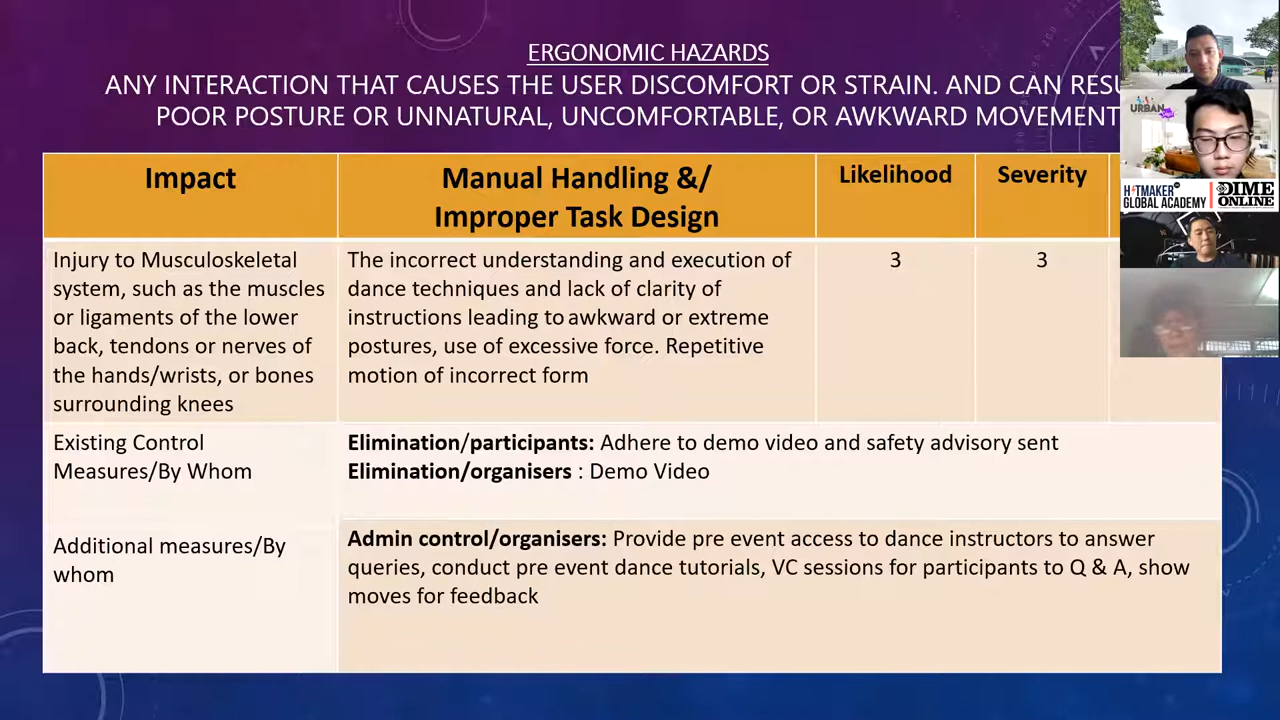 ERGONOMIC HAZARDS
ANY INTERACTION THAT CAUSES THE USER DISCOMFORT OR STRAIN. AND CAN
POOR POSTURE OR UNNATURAL, UNCOMFORTABLE, OR AWKWARD MOVEMENT
URBAN
H TMAKER
GLOBAL ACADEMY
DIME
ONLINE
Impact
Manual Handling &/
Improper Task Design
Likelihood
Severity
Injury to Musculoskeletal
system, such as the muscles
or ligaments of the lower
back, tendons or nerves of
the hands/wrists, or bones
surrounding knees
The incorrect understanding and execution of
dance techniques and lack of clarity of
instructions leading to awkward or extreme
postures, use of excessive force. Repetitive
motion of incorrect form
3
3
Existing Control
Measures/By Whom
Elimination/participants: Adhere to demo video and safety advisory sent
Elimination/organisers : Demo Video
Additional measures/By
whom
Admin control/organisers: Provide pre event access to dance instructors to answer
queries, conduct pre event dance tutorials, VC sessions for participants to Q & A, show
moves for feedback